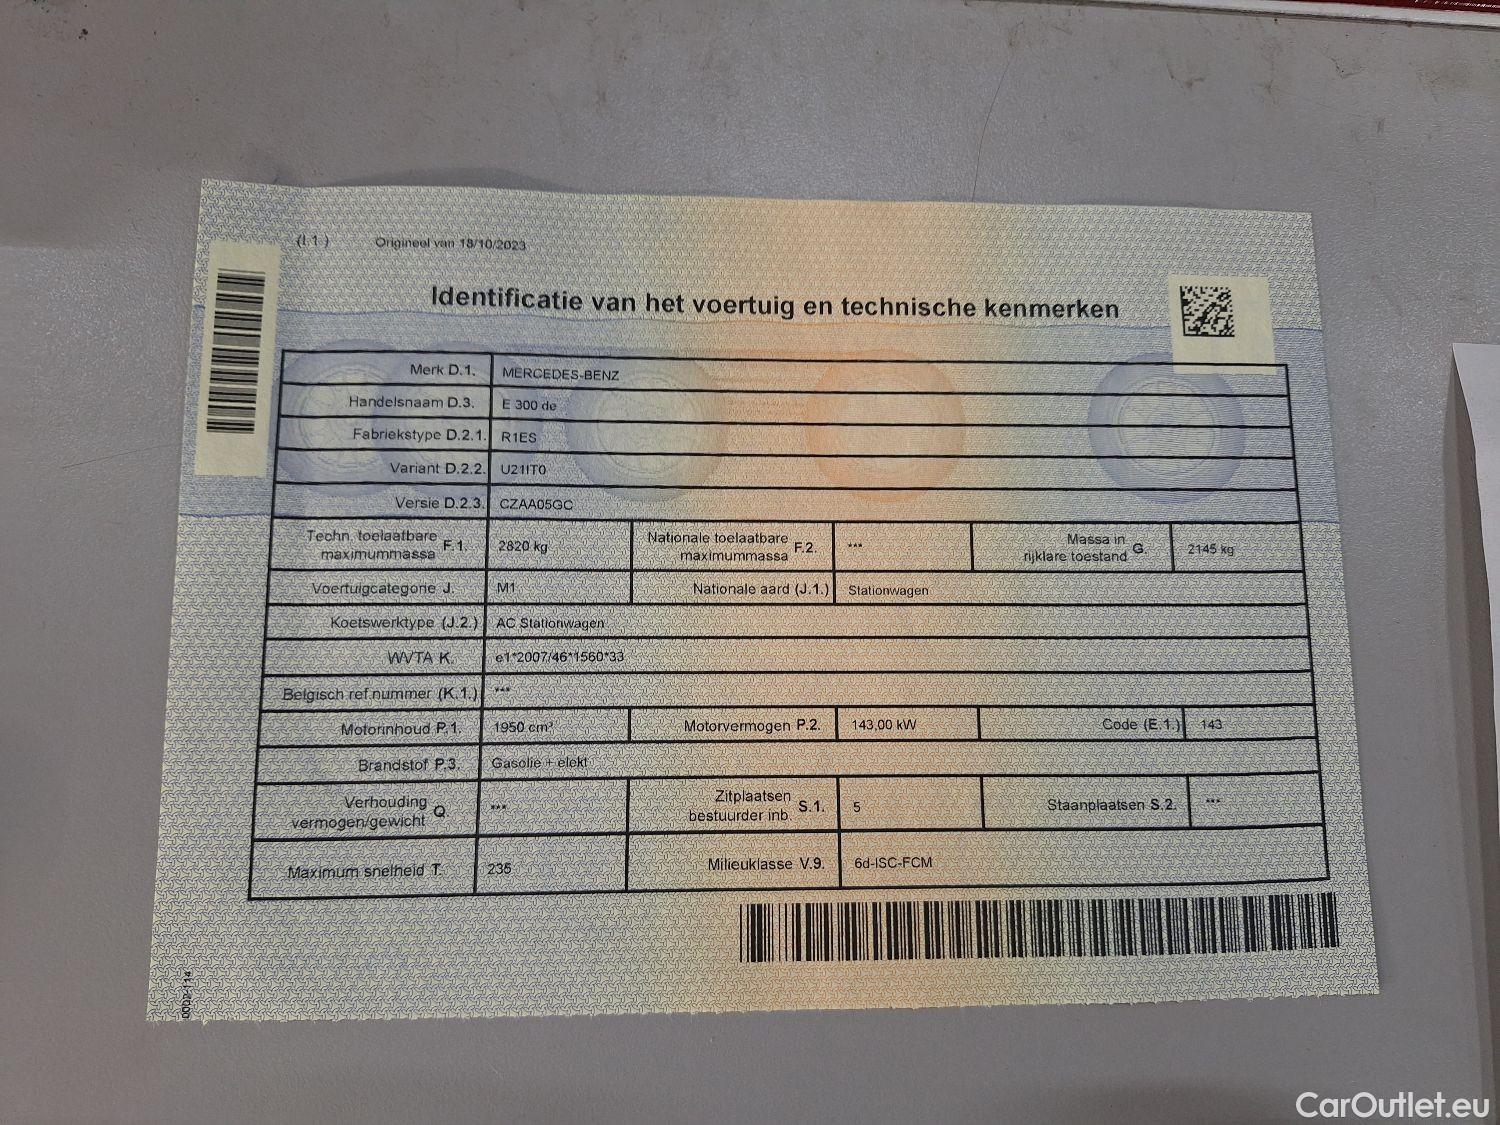 (I.1 ) Origineel van 18/10/2023
Identificatie van het voertuig en technische kenmerken
Merk D.1. MERCEDES-BENZ
Handelsnaam D.3. E 300 de
Fabriekstype D.2.1. R1ES
Variant D.2.2. U21IT0
Versie D.2.3. CZAA05GC
Techn. toelaatbare maximummassa F.1. 2820 kg Nationale toelaatbare maximummassa F.2. *** Massa in rijklare toestand G. 2145 kg
Voertuigcategorie J. M1 Nationale aard (J.1.) Stationwagen
Koetswerktype (J.2.) AC Stationwagen
WVTA K. e1*2007/46*1560*33
Belgisch ref.nummer (K.1.) ***
Motorinhoud P.1. 1950 cm³ Motorvermogen P.2. 143,00 kW Code (E.1.) 143
Brandstof P.3. Gasolie + elekt
Verhouding vermogen/gewicht Q. *** Zitplaatsen bestuurder inb. S.1. 5 Staanplaatsen S.2. ***
Maximum snelheid T. 235 Milieuklasse V.9. 6d-ISC-FCM
0002114
CarOutlet.eu